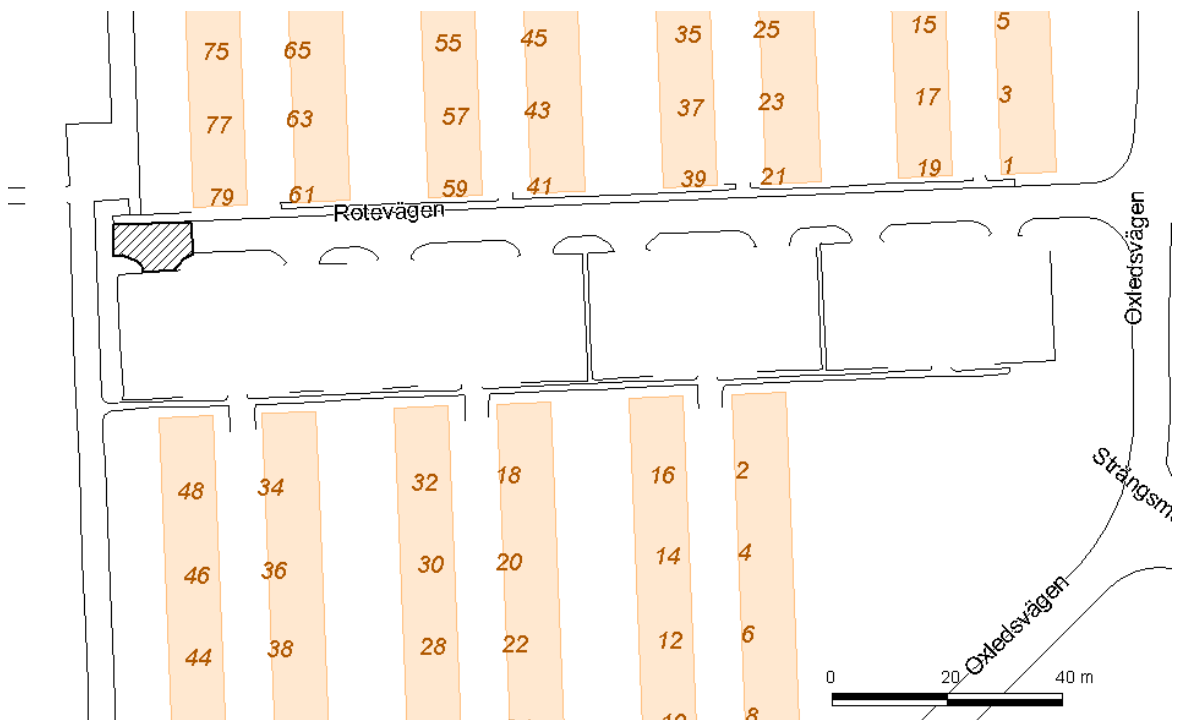 75 65 55 45 35 25 15 5
77 63 57 43 37 23 17 3
79 61 59 41 39 21 19 1
Rotevägen
Oxledsvägen
48 34 32 18 16 2
Strängsm
46 36 30 20 14 4
44 38 28 22 12 6
Oxledsvägen
0 20 40 m
8